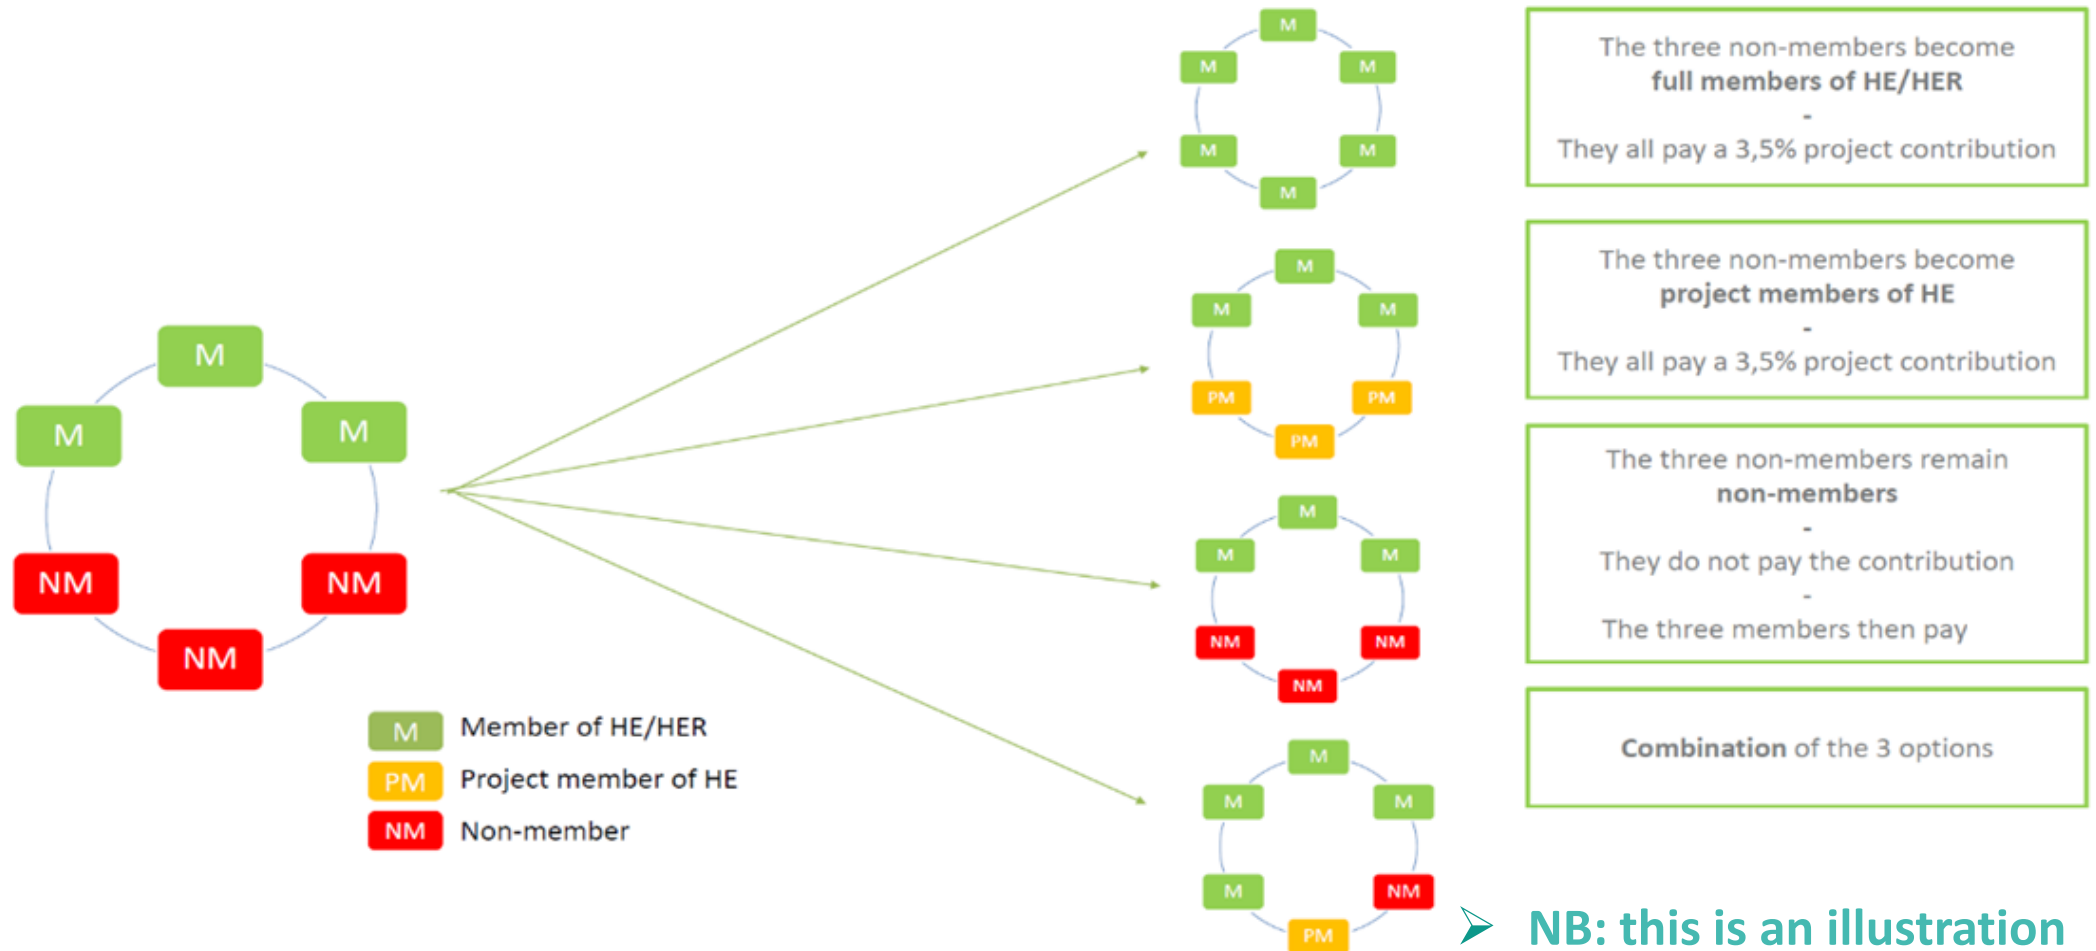 M
M
M
NM
NM
NM
M Member of HE/HER
PM Project member of HE
NM Non-member
M
M
M
M
M
M
The three non-members become
full members of HE/HER
-
They all pay a 3,5% project contribution
M
M
M
PM
PM
PM
The three non-members become
project members of HE
-
They all pay a 3,5% project contribution
M
M
M
NM
NM
NM
The three non-members remain
non-members
-
They do not pay the contribution
-
The three members then pay
M
M
M
M
NM
PM
Combination of the 3 options
➢ NB: this is an illustration